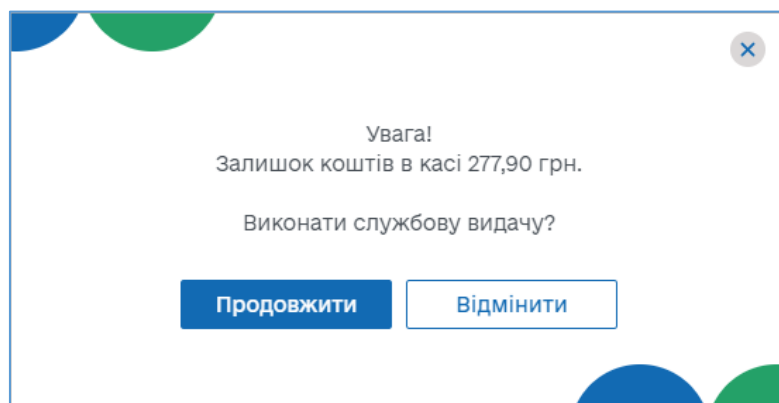 Увага!
Залишок коштів в касі 277,90 грн.
Виконати службову видачу?
Продовжити
Відмінити